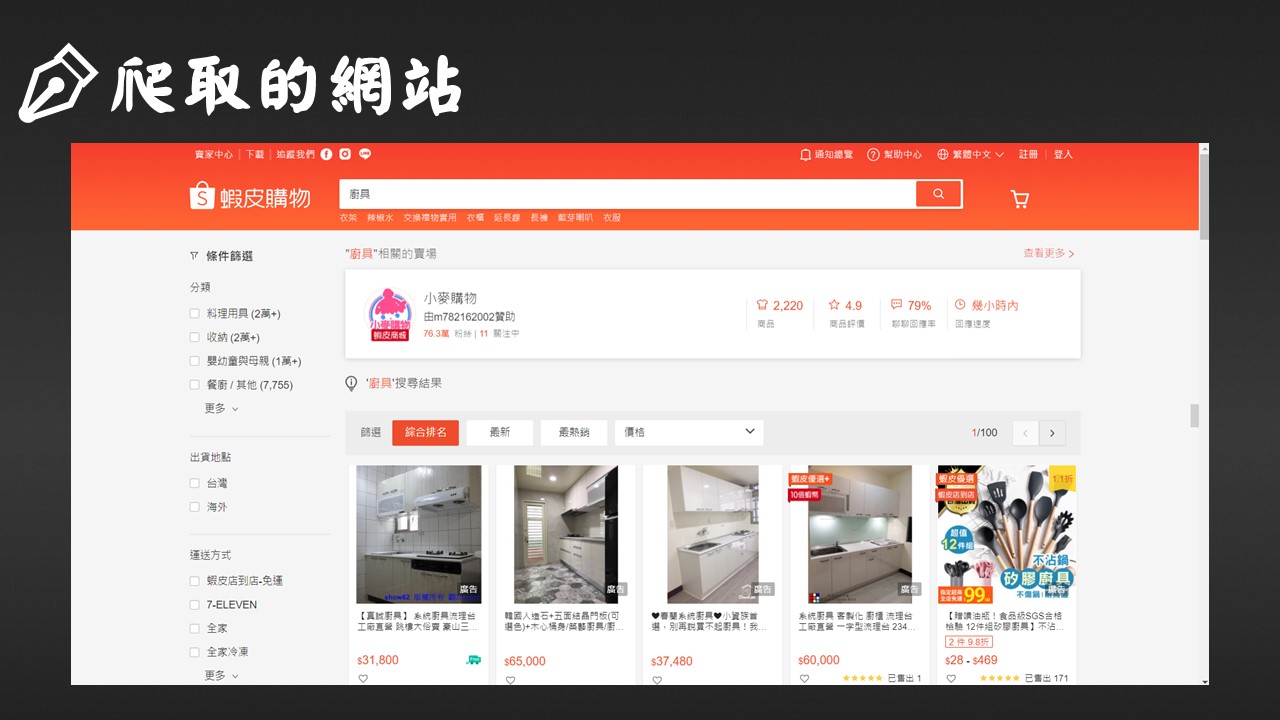 爬取的網站
賣家中心 | 下載 | 追蹤我們
通知總覽 幫助中心 繁體中文 註冊 | 登入
蝦皮購物
廚具
衣架 辣椒水 交換禮物實用 衣櫃 延長線 長褲 藍芽喇叭 衣服
條件篩選
分類
料理用具 (2萬+)
收納 (2萬+)
嬰幼童與母親 (1萬+)
餐廚 / 其他 (7,755)
更多
出貨地點
台灣
海外
運送方式
蝦皮店到店-免運
7-ELEVEN
全家
全家冷凍
更多
"廚具"相關的賣場
查看更多 >
小麥購物
蝦皮商城
小麥購物
由m782162002贊助
76.3萬 粉絲 | 11 關注中
2,220
商品
4.9
商品評價
79%
聊聊回應率
幾小時內
回應速度
'廚具'搜尋結果
篩選 綜合排名 最新 最熱銷 價格
1/100
廣告
【真誠廚具】 系統廚具流理台
工廠直營 跳樓大俗賣 豪山三...
$31,800
廣告
韓國人造石+五面結晶門板(可
選色)+木心桶身/築藝廚具/廚...
$65,000
廣告
♥春蘭系統廚具♥小資族首
選，別再說買不起廚具！我...
$37,480
蝦皮優選+
10倍蝦幣
廣告
系統廚具 客製化 廚櫃 流理台
工廠直營 一字型流理台 234...
$60,000
已售出 1
蝦皮優選
蝦皮店到店
1.1折
超值
12件組
不沾鍋
矽膠廚具
不傷鍋
99
【贈噴油瓶！食品級SGS合格
檢驗 12件組矽膠廚具】不沾...
2 件 9.8折
$28 - $469
已售出 171